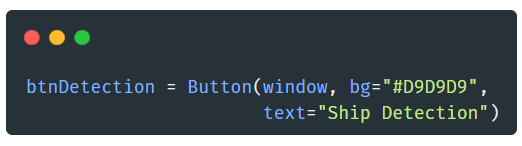 btnDetection = Button(window, bg="#D9D9D9",
text="Ship Detection")